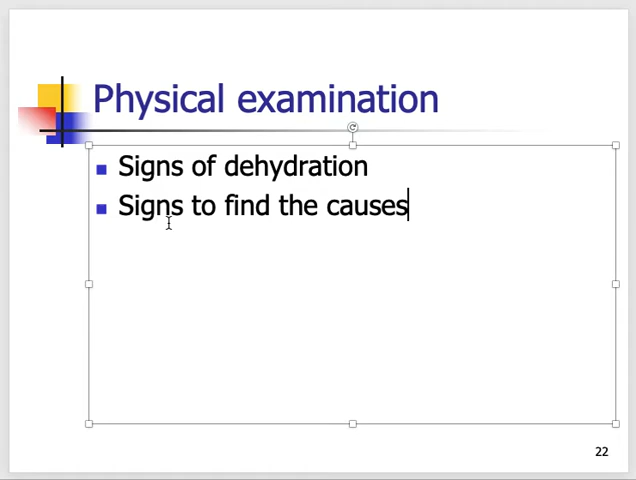 Physical examination
Signs of dehydration
Signs to find the causes
22